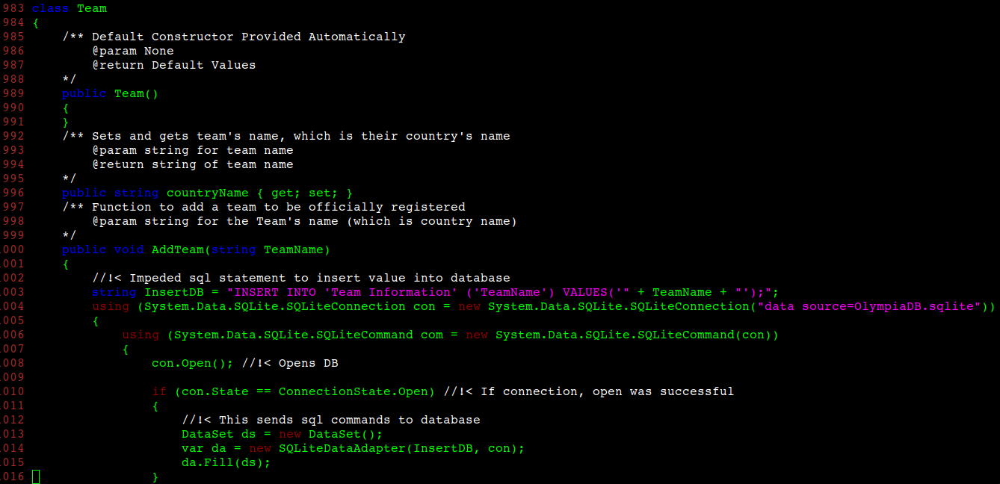 983 class Team
984 {
985     /** Default Constructor Provided Automatically
986         @param None
987         @return Default Values
988     */
989     public Team()
990     {
991     }
992     /** Sets and gets team's name, which is their country's name
993         @param string for team name
994         @return string of team name
995     */
996     public string countryName { get; set; }
997     /** Function to add a team to be officially registered
998         @param string for the Team's name (which is country name)
999     */
000     public void AddTeam(string TeamName)
001     {
002         //!< Impeded sql statement to insert value into database
003         string InsertDB = "INSERT INTO 'Team Information' ('TeamName') VALUES('" + TeamName + "');";
004         using (System.Data.SQLite.SQLiteConnection con = new System.Data.SQLite.SQLiteConnection("data source=OlympiaDB.sqlite"))
005         {
006             using (System.Data.SQLite.SQLiteCommand com = new System.Data.SQLite.SQLiteCommand(con))
007             {
008                 con.Open(); //!< Opens DB
009
010                 if (con.State == ConnectionState.Open) //!< If connection, open was successful
011                 {
012                     //!< This sends sql commands to database
013                     DataSet ds = new DataSet();
014                     var da = new SQLiteDataAdapter(InsertDB, con);
015                     da.Fill(ds);
016                 }